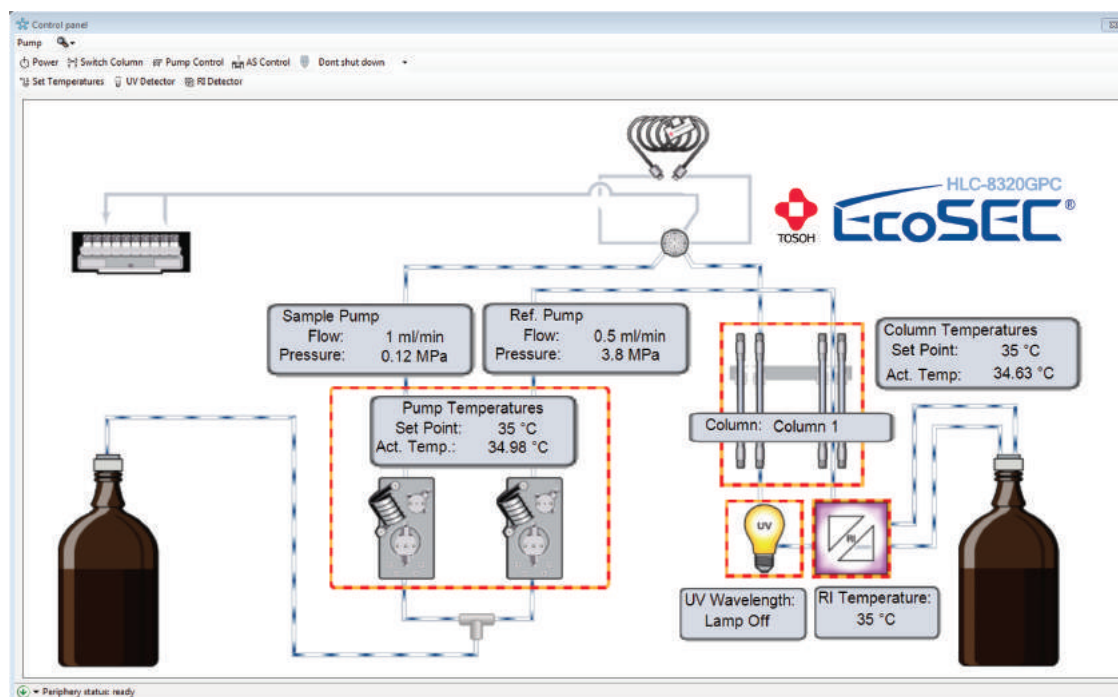 Control panel
Pump
Power Switch Column Pump Control AS Control Dont shut down
Set Temperatures UV Detector RI Detector
HLC-8320GPC
TOSOH EcoSEC®
Sample Pump
Flow: 1 ml/min
Pressure: 0.12 MPa
Ref. Pump
Flow: 0.5 ml/min
Pressure: 3.8 MPa
Column Temperatures
Set Point: 35 °C
Act. Temp: 34.63 °C
Pump Temperatures
Set Point: 35 °C
Act. Temp.: 34.98 °C
Column: Column 1
UV
RI
UV Wavelength:
Lamp Off
RI Temperature:
35 °C
Periphery status: ready